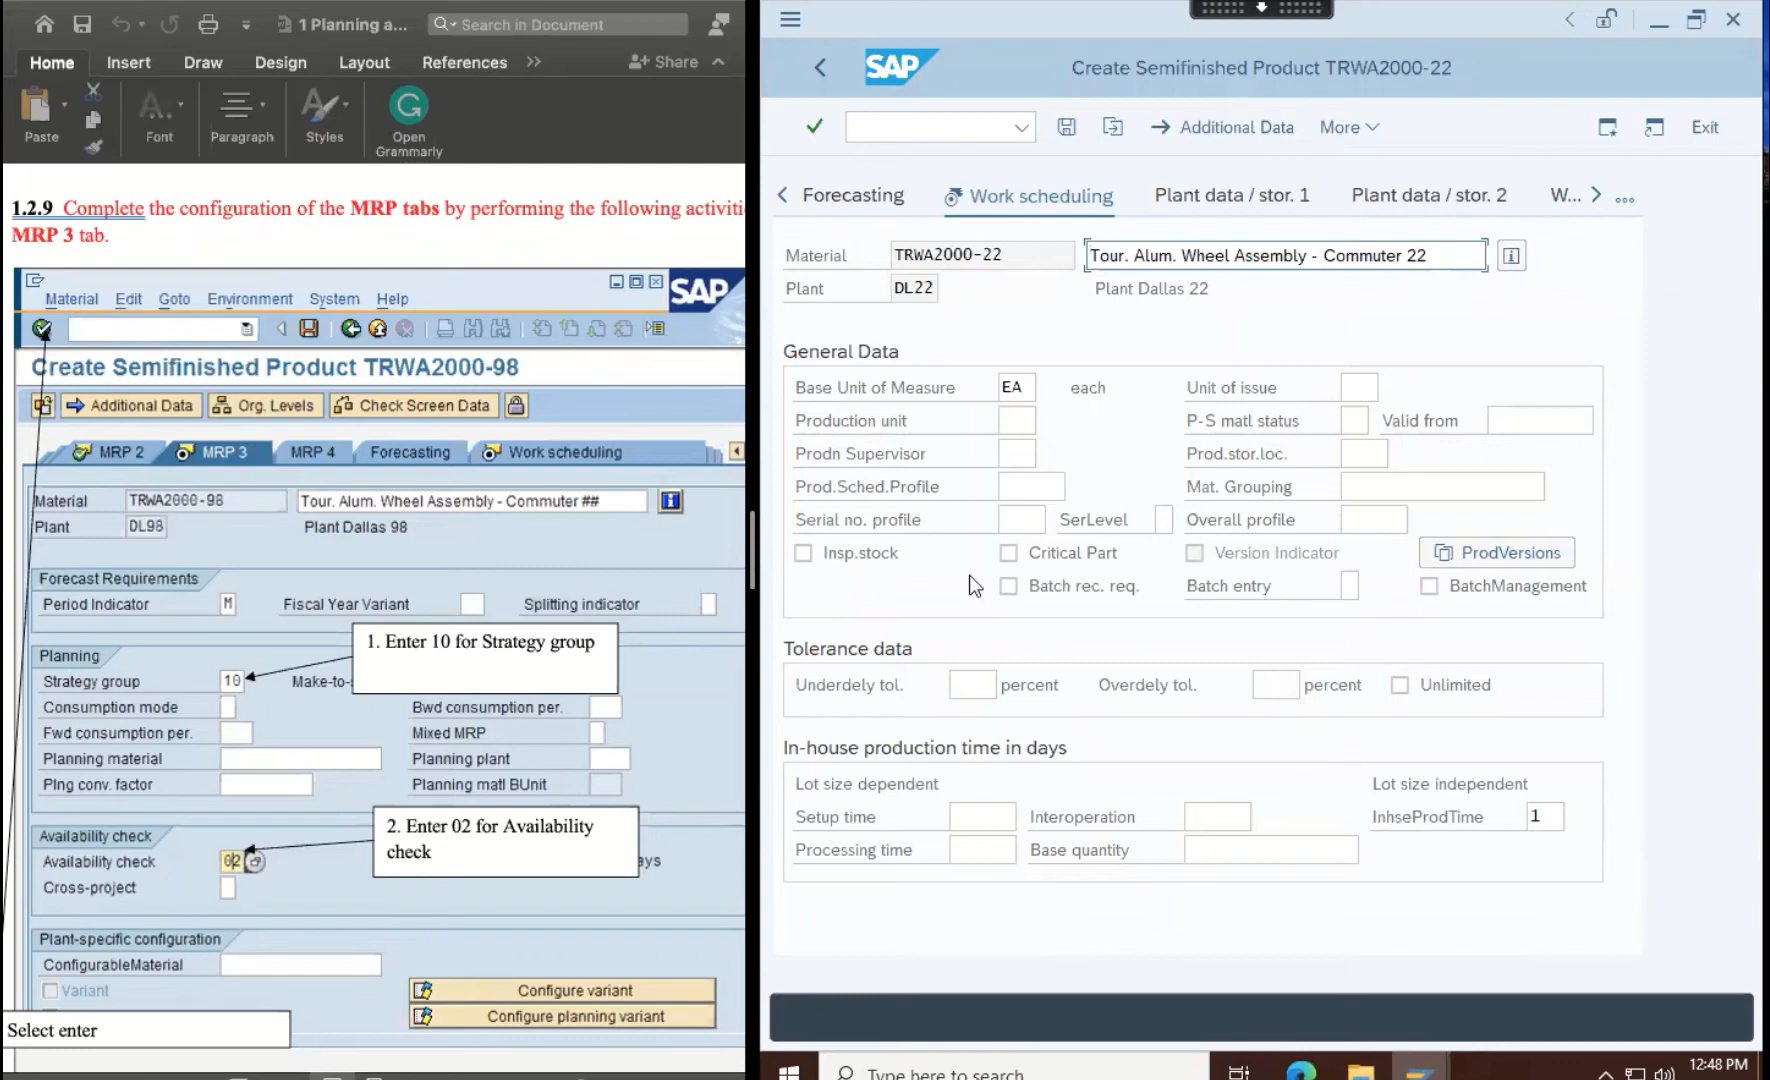 1 Planning a...
Search in Document
Home
Insert
Draw
Design
Layout
References
Share
Paste
Font
Paragraph
Styles
Open
Grammarly
1.2.9 Complete the configuration of the MRP tabs by performing the following activiti
MRP 3 tab.
Material Edit Goto Environment System Help
SAP
Create Semifinished Product TRWA2000-98
Additional Data
Org. Levels
Check Screen Data
MRP 2
MRP 3
MRP 4
Forecasting
Work scheduling
Material TRWA2000-98 Tour. Alum. Wheel Assembly - Commuter ##
Plant DL98 Plant Dallas 98
Forecast Requirements
Period Indicator M Fiscal Year Variant Splitting indicator
1. Enter 10 for Strategy group
Planning
Strategy group 10 Make-to-
Consumption mode Bwd consumption per.
Fwd consumption per. Mixed MRP
Planning material Planning plant
Plng conv. factor Planning matl BUnit
2. Enter 02 for Availability
check
Availability check
Availability check 02 ays
Cross-project
Plant-specific configuration
ConfigurableMaterial
Variant
Configure variant
Configure planning variant
Select enter
SAP
Create Semifinished Product TRWA2000-22
Additional Data
More
Exit
Forecasting
Work scheduling
Plant data / stor. 1
Plant data / stor. 2
W...
Material TRWA2000-22 Tour. Alum. Wheel Assembly - Commuter 22
Plant DL22 Plant Dallas 22
General Data
Base Unit of Measure EA each Unit of issue
Production unit P-S matl status Valid from
Prodn Supervisor Prod.stor.loc.
Prod.Sched.Profile Mat. Grouping
Serial no. profile SerLevel Overall profile
Insp.stock Critical Part Version Indicator ProdVersions
Batch rec. req. Batch entry BatchManagement
Tolerance data
Underdely tol. percent Overdely tol. percent Unlimited
In-house production time in days
Lot size dependent Lot size independent
Setup time Interoperation InhseProdTime 1
Processing time Base quantity
Type here to search
12:48 PM